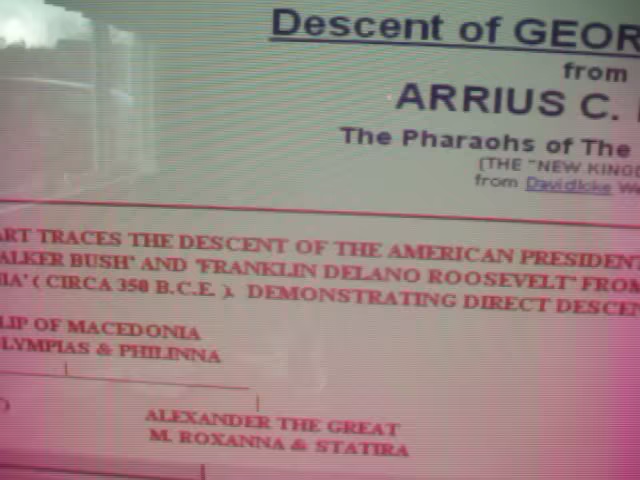 Descent of GEOR
from
ARRIUS C.
The Pharaohs of The
(THE "NEW KINGD
from DavidIcke We
ART TRACES THE DESCENT OF THE AMERICAN PRESIDENT
ALKER BUSH' AND 'FRANKLIN DELANO ROOSEVELT' FROM
IA' ( CIRCA 350 B.C.E. ). DEMONSTRATING DIRECT DESCEN
LIP OF MACEDONIA
LYMPIAS & PHILINNA
ALEXANDER THE GREAT
M. ROXANNA & STATIRA